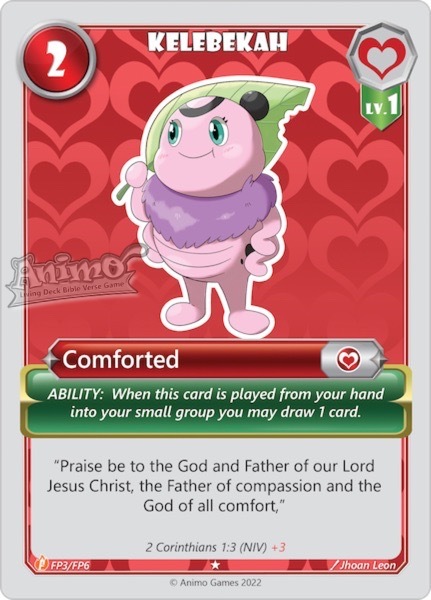 2
KELEBEKAH
LV.1
Animo
Living Deck Bible Verse Game
Comforted
ABILITY: When this card is played from your hand
into your small group you may draw 1 card.
“Praise be to the God and Father of our Lord
Jesus Christ, the Father of compassion and the
God of all comfort,”
2 Corinthians 1:3 (NIV) +3
FP3/FP6
Jhoan Leon
© Animo Games 2022